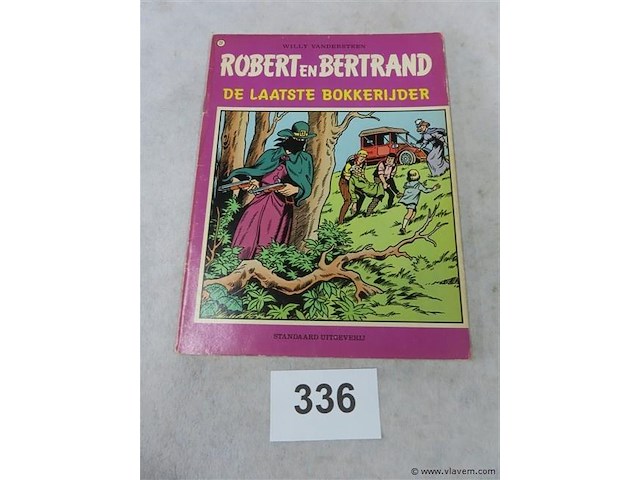 WILLY VANDERSTEEN
ROBERT EN BERTRAND
DE LAATSTE BOKKERIJDER
STANDAARD UITGEVERIJ
336
© www.vlavem.com